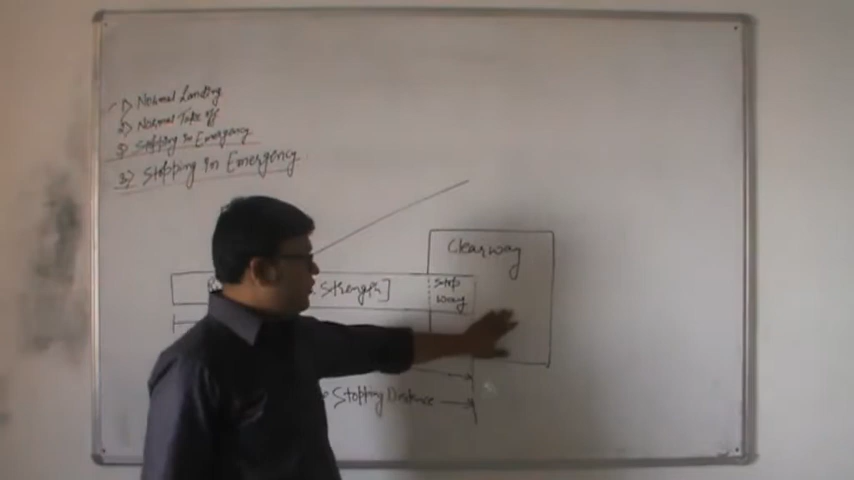 1) Normal Landing
2) Normal Take off
3) Stopping in Emergency
3) Stopping in Emergency
Clearway
Strength]
Stop
way
Stopping Distance